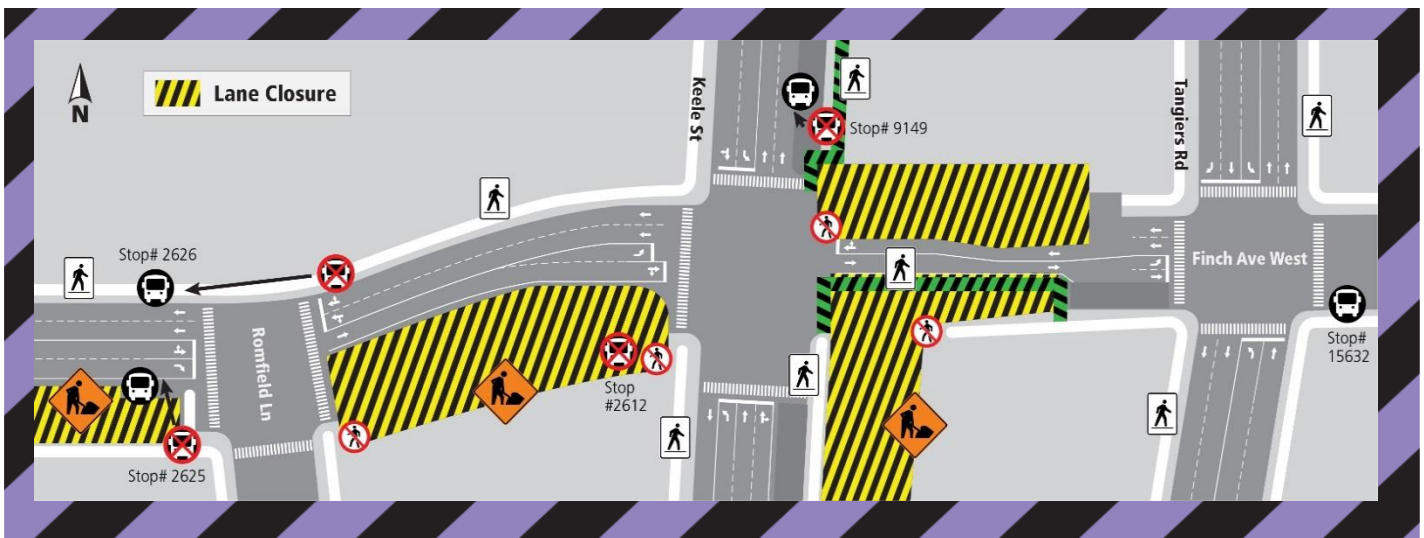 N
Lane Closure
Keele St
Tangiers Rd
Stop# 9149
Stop# 2626
Finch Ave West
Romfield Ln
Stop
#2612
Stop#
15632
Stop# 2625